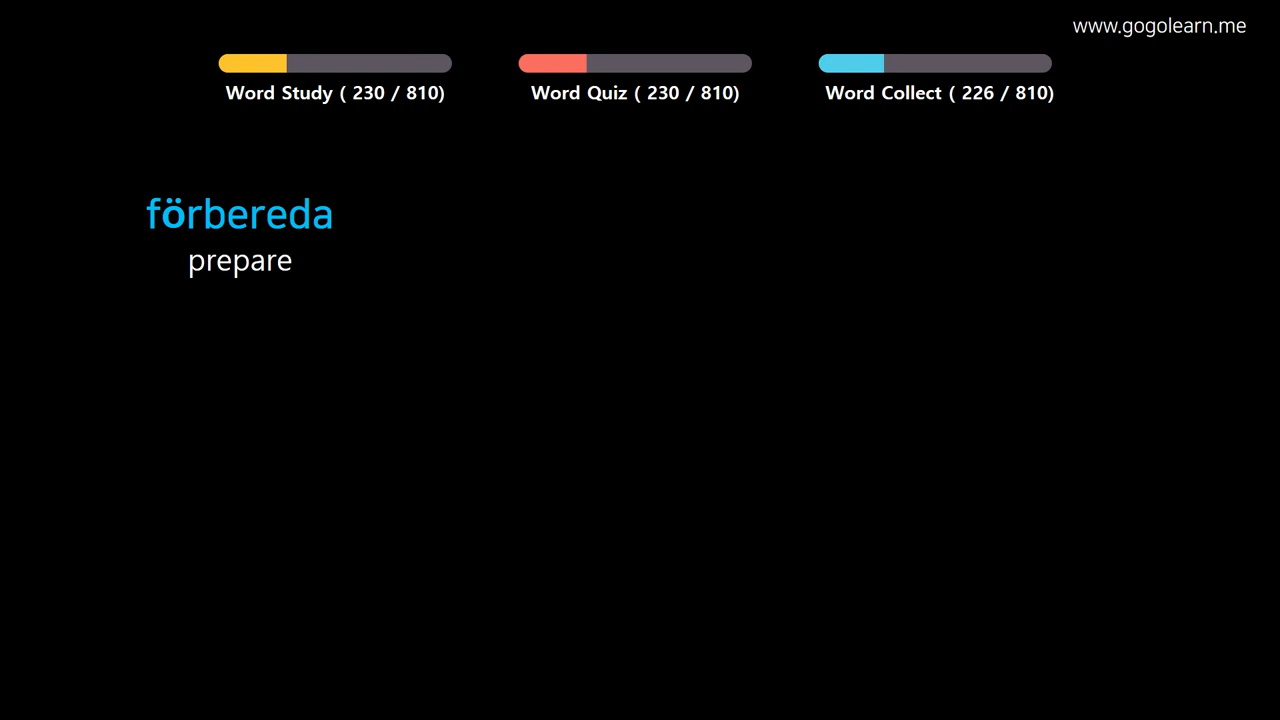 www.gogolearn.me
Word Study ( 230 / 810)
Word Quiz ( 230 / 810)
Word Collect ( 226 / 810)
förbereda
prepare